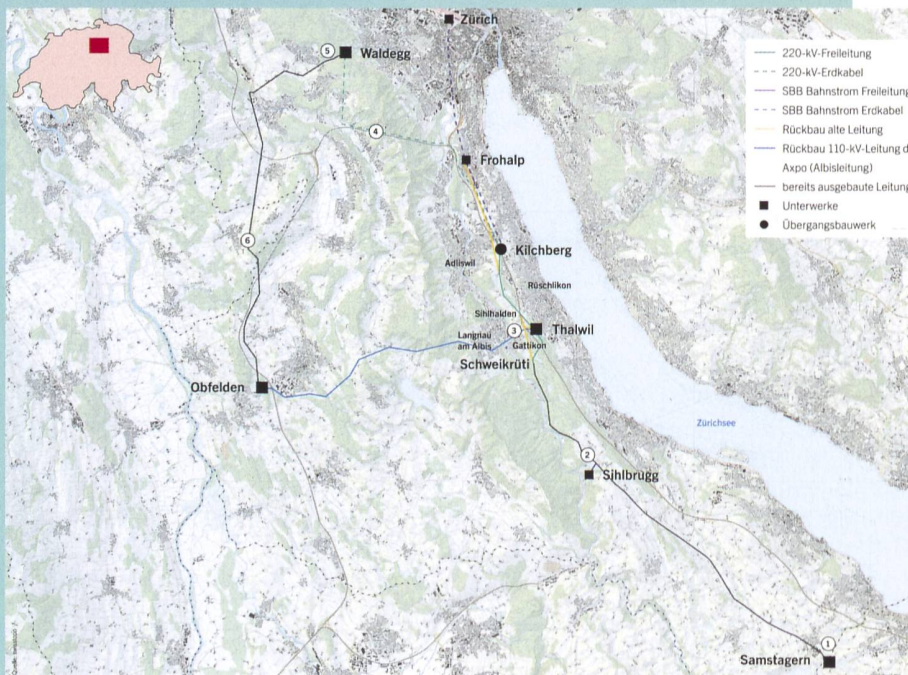 Zürich
5
Waldegg
220-kV-Freileitung
220-kV-Erdkabel
SBB Bahnstrom Freileitung
SBB Bahnstrom Erdkabel
Rückbau alte Leitung
Rückbau 110-kV-Leitung d
Axpo (Albisleitung)
bereits ausgebaute Leitung
Unterwerke
Übergangsbauwerk
4
Frohalp
6
Kilchberg
Adliswil
Rüschlikon
Sihlhalden
3
Thalwil
Langnau
am Albis
Gattikon
Schweikrüti
Obfelden
Zürichsee
2
Sihlbrugg
1
Samstagern